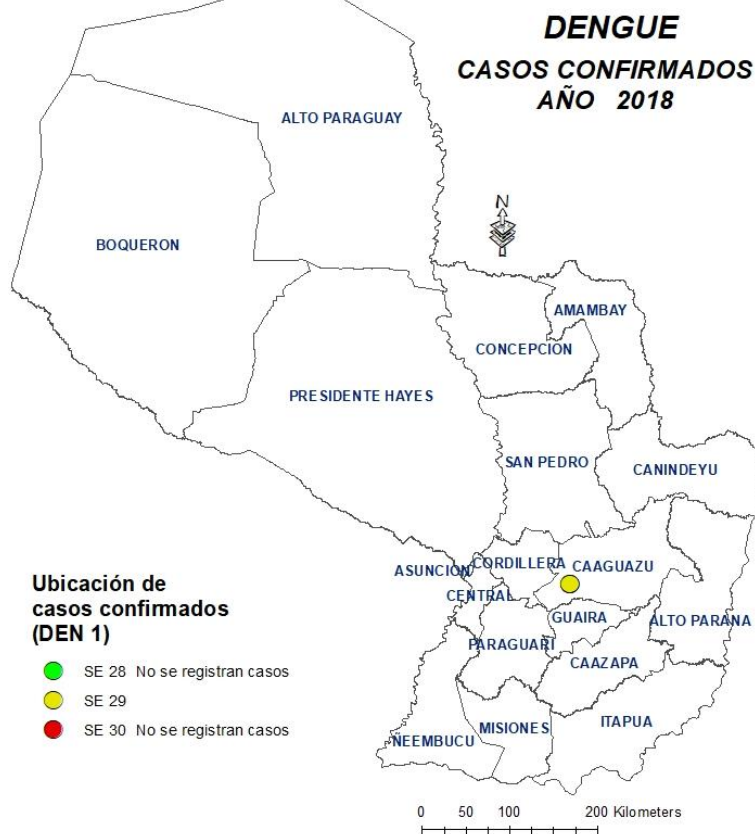 DENGUE
CASOS CONFIRMADOS
AÑO 2018
ALTO PARAGUAY
N
BOQUERON
AMAMBAY
CONCEPCION
PRESIDENTE HAYES
SAN PEDRO
CANINDEYU
ASUNCION
CORDILLERA
CAAGUAZU
CENTRAL
GUAIRA
ALTO PARANA
PARAGUARI
CAAZAPA
ÑEEMBUCU
MISIONES
ITAPUA
Ubicación de
casos confirmados
(DEN 1)
SE 28 No se registran casos
SE 29
SE 30 No se registran casos
0 50 100 200 Kilometers